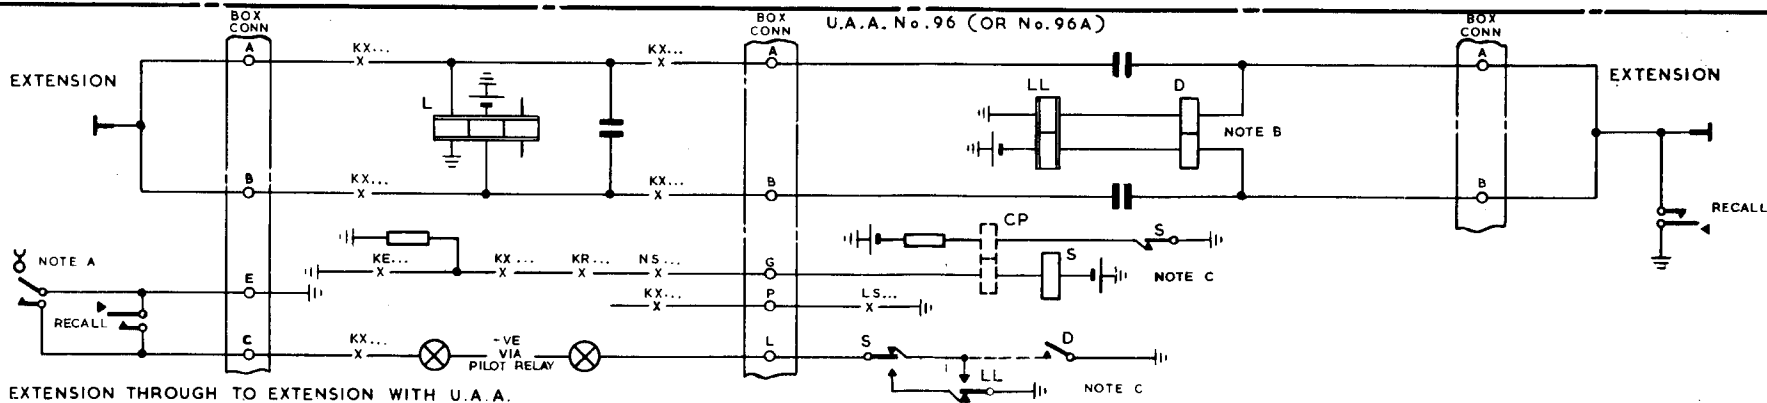 BOX
CONN
BOX
CONN
U.A.A. No.96 (OR No.96A)
BOX
CONN
A
KX...
KX...
A
A
EXTENSION
EXTENSION
L
LL
D
NOTE B
B
KX...
KX...
B
B
RECALL
CP
S
NOTE A
KE...
KX...
KR...
NS...
G
S
NOTE C
E
KX...
P
LS...
RECALL
C
KX...
-VE
VIA
PILOT RELAY
L
S
D
LL
NOTE C
EXTENSION THROUGH TO EXTENSION WITH U.A.A.